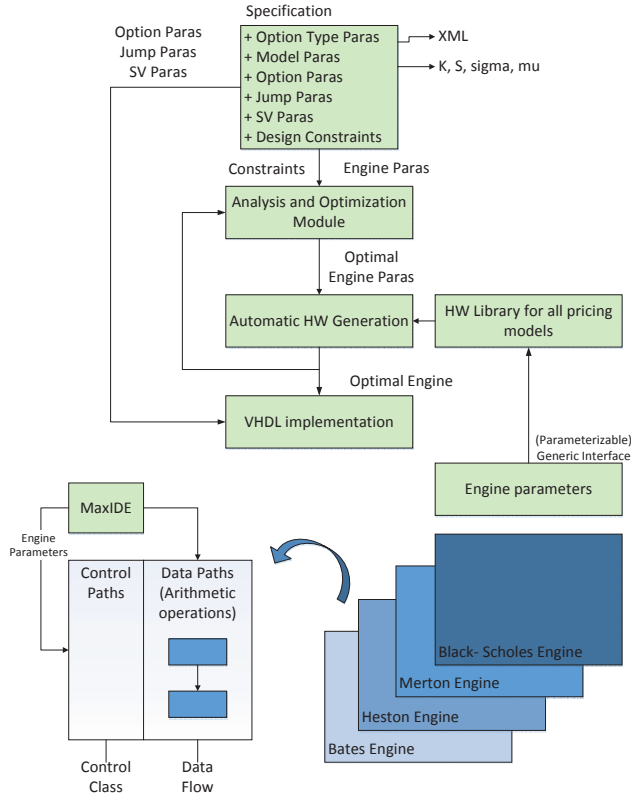 Specification
Option Paras
Jump Paras
SV Paras
+ Option Type Paras
+ Model Paras
+ Option Paras
+ Jump Paras
+ SV Paras
+ Design Constraints
XML
K, S, sigma, mu
Constraints
Engine Paras
Analysis and Optimization
Module
Optimal
Engine Paras
Automatic HW Generation
HW Library for all pricing
models
Optimal Engine
VHDL implementation
(Parameterizable)
Generic Interface
Engine parameters
MaxIDE
Engine
Parameters
Control
Paths
Data Paths
(Arithmetic
operations)
Black- Scholes Engine
Merton Engine
Heston Engine
Bates Engine
Control
Class
Data
Flow